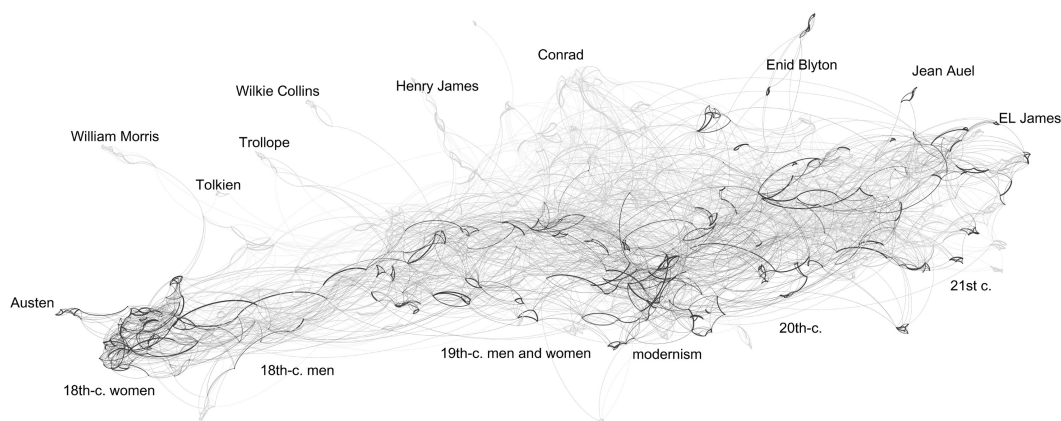 Conrad
Enid Blyton
Jean Auel
Henry James
Wilkie Collins
EL James
William Morris
Trollope
Tolkien
Austen
21st c.
20th-c.
19th-c. men and women
modernism
18th-c. men
18th-c. women